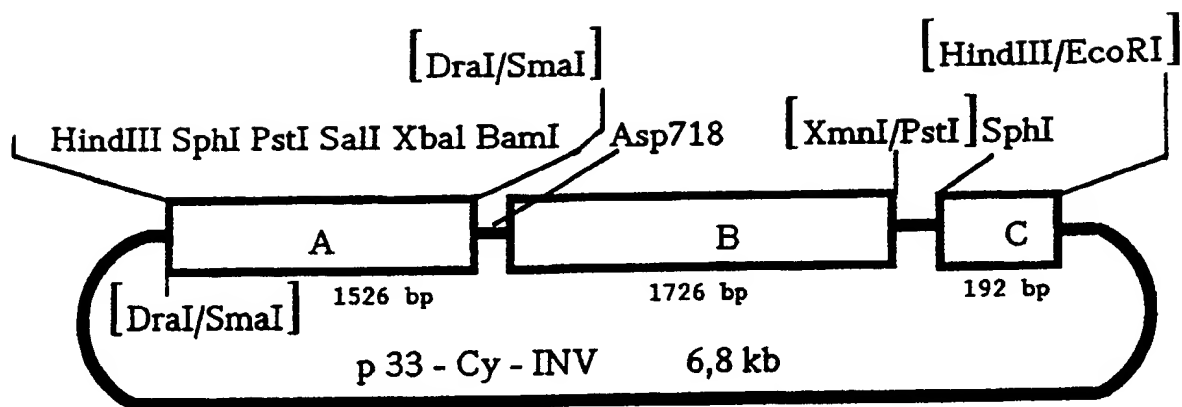 [DraI/SmaI]
[HindIII/EcoRI]
HindIII SphI PstI SalI XbaI BamI
Asp718
[XmnI/PstI] SphI
A
B
C
1526 bp
1726 bp
192 bp
[DraI/SmaI]
p 33 - Cy - INV 6,8 kb